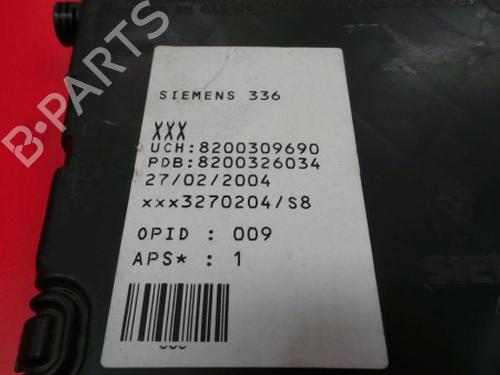 SIEMENS 336
XXX
UCH:8200309690
PDB:8200326034
27/02/2004
xxx3270204/S8
OPID : 009
APS* : 1
B-PARTS